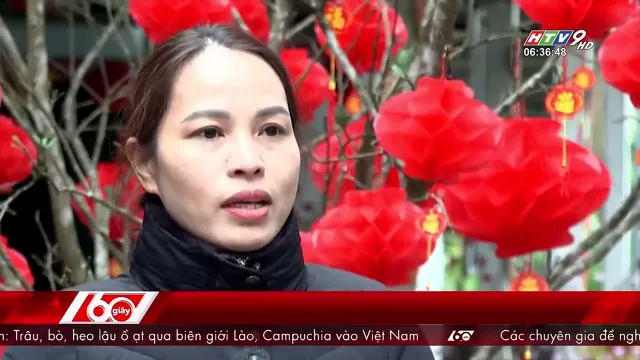 HTV9 HD
06:36:48
60 giây
n: Trâu, bò, heo lậu ồ ạt qua biên giới Lào, Campuchia vào Việt Nam 60 Các chuyên gia để ngh